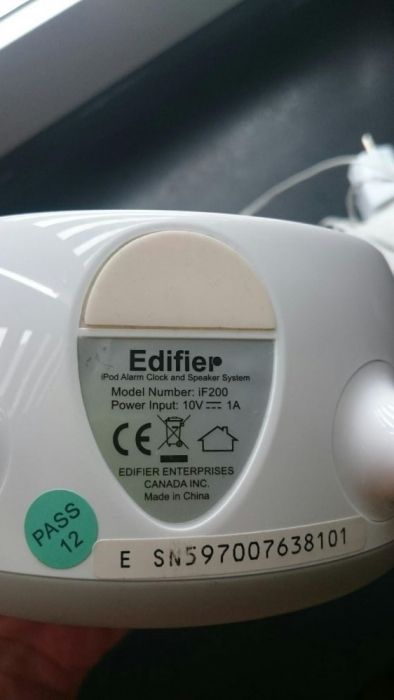 Edifier
iPod Alarm Clock and Speaker System
Model Number: iF200
Power Input: 10V⎓1A
CE
EDIFIER ENTERPRISES
CANADA INC.
Made in China
PASS
12
E SN597007638101